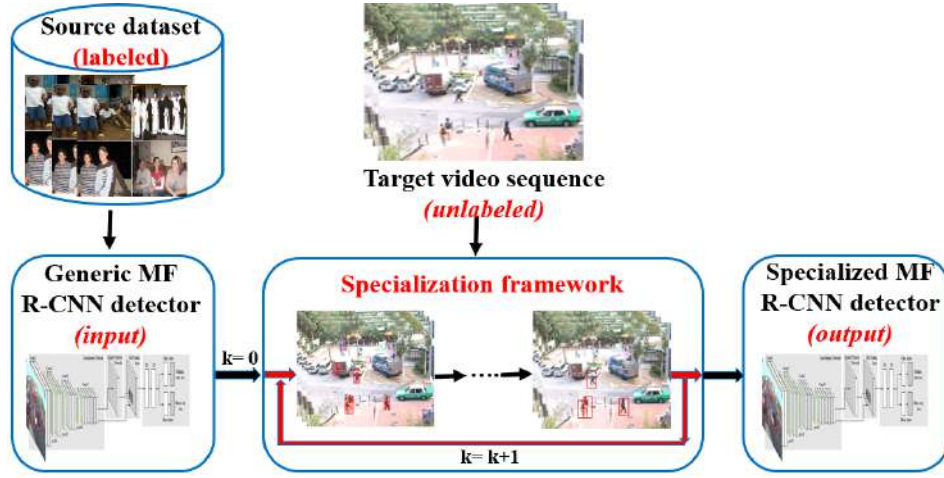 Source dataset
(labeled)
Target video sequence
(unlabeled)
Generic MF
R-CNN detector
(input)
k= 0
Specialization framework
k= k+1
Specialized MF
R-CNN detector
(output)